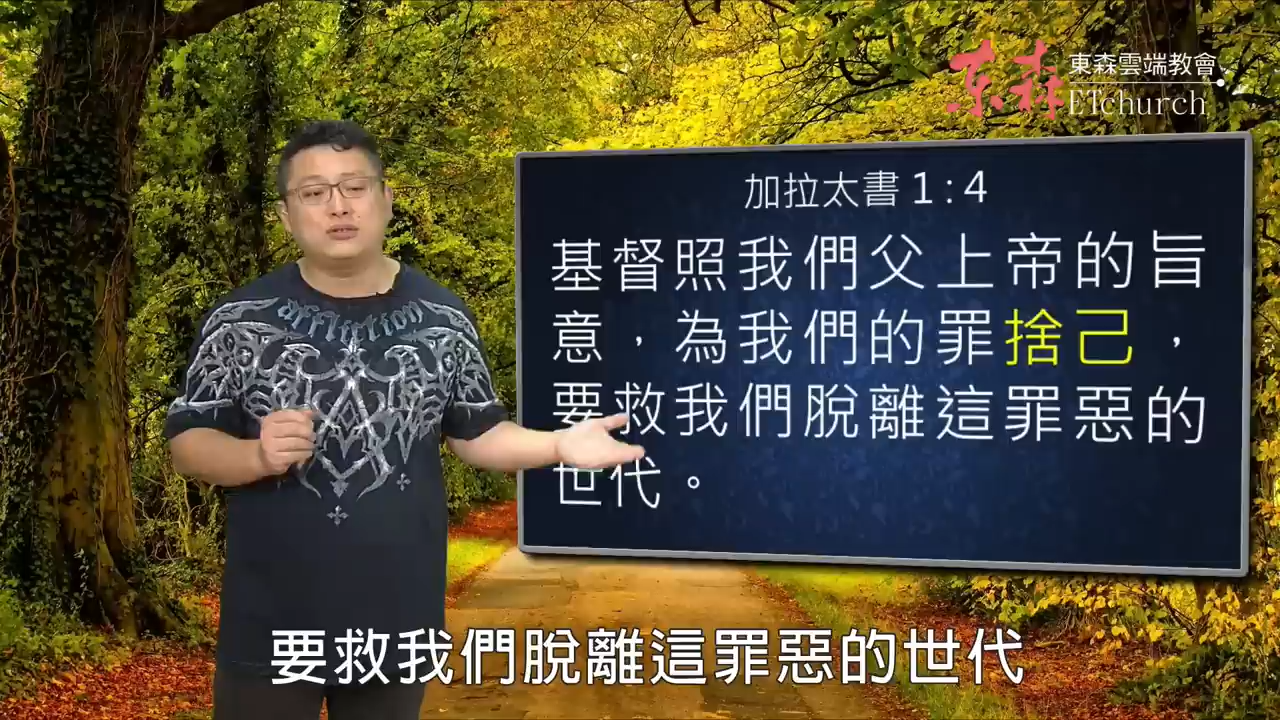 东森
東森雲端教會
ETchurch
加拉太書1:4
基督照我們父上帝的旨
意，為我們的罪捨己，
要救我們脫離這罪惡的
世代。
affliction
要救我們脫離這罪惡的世代